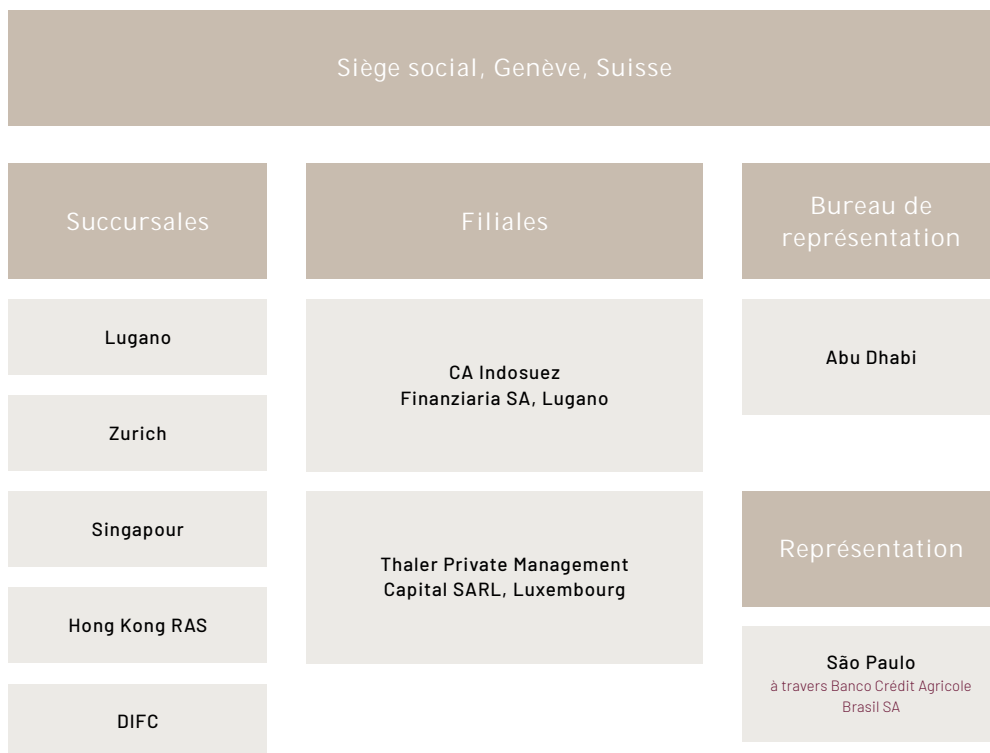 Siège social, Genève, Suisse
Succursales
Lugano
Zurich
Singapour
Hong Kong RAS
DIFC
Filiales
CA Indosuez
Finanziaria SA, Lugano
Thaler Private Management
Capital SARL, Luxembourg
Bureau de
représentation
Abu Dhabi
Représentation
São Paulo
à travers Banco Crédit Agricole
Brasil SA